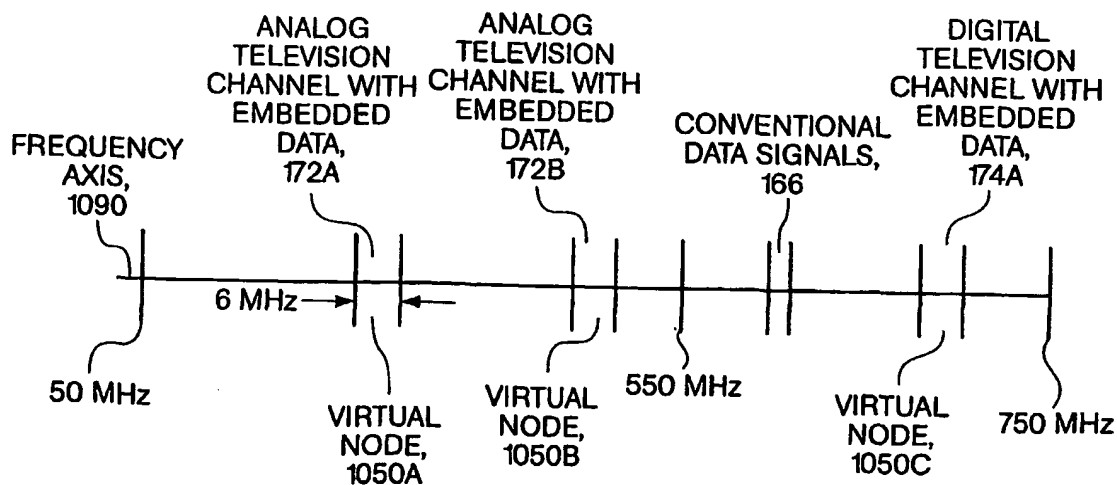 FREQUENCY
AXIS,
1090
ANALOG
TELEVISION
CHANNEL WITH
EMBEDDED
DATA,
172A
ANALOG
TELEVISION
CHANNEL WITH
EMBEDDED
DATA,
172B
CONVENTIONAL
DATA SIGNALS,
166
DIGITAL
TELEVISION
CHANNEL WITH
EMBEDDED
DATA,
174A
6 MHz
50 MHz
VIRTUAL
NODE,
1050A
VIRTUAL
NODE,
1050B
550 MHz
VIRTUAL
NODE,
1050C
750 MHz